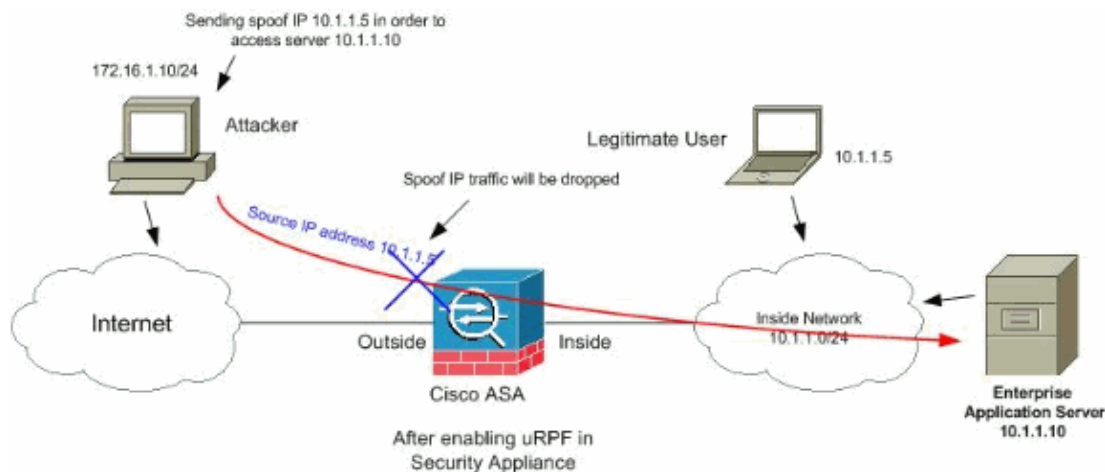 Sending spoof IP 10.1.1.5 in order to
access server 10.1.1.10
172.16.1.10/24
Attacker
Legitimate User
10.1.1.5
Spoof IP traffic will be dropped
Source IP address 10.1.1.5
Internet
Outside
Inside
Inside Network
10.1.1.0/24
Cisco ASA
Enterprise
Application Server
10.1.1.10
After enabling uRPF in
Security Appliance